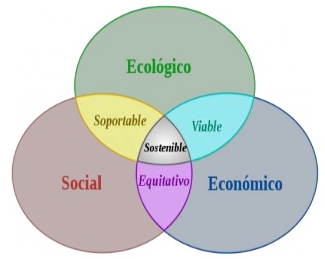 Ecológico
Soportable
Viable
Sostenible
Social
Equitativo
Económico